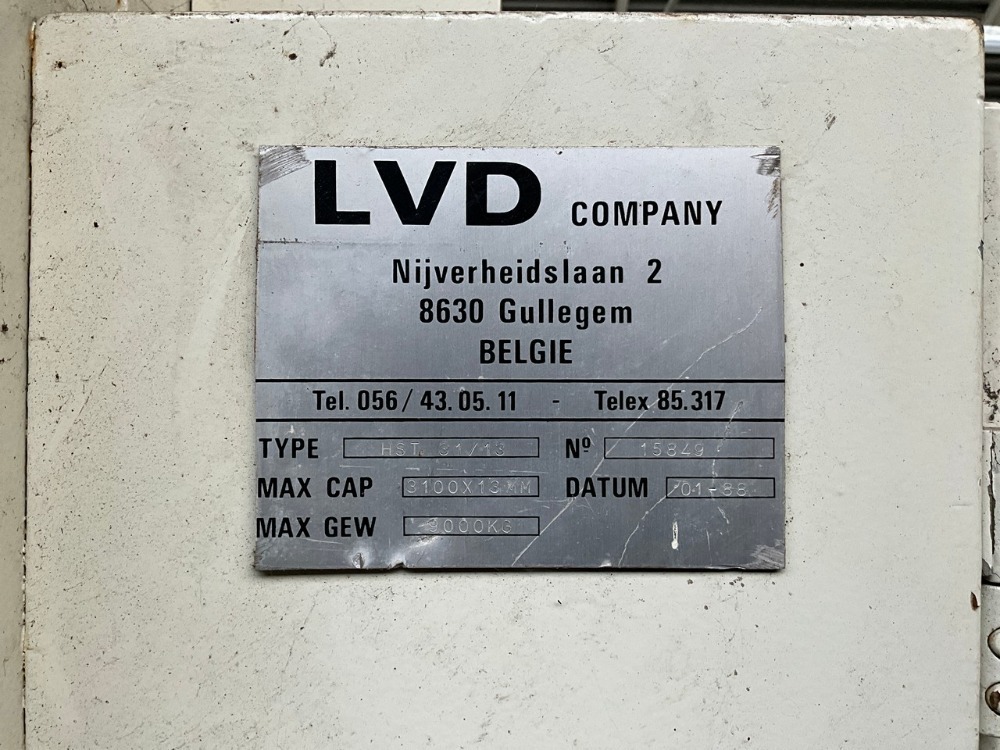 LVD COMPANY
Nijverheidslaan 2
8630 Gullegem
BELGIE
Tel. 056/ 43.05.11 - Telex 85.317
TYPE HST. 31/13 Nº 15849
MAX CAP 3100X13MM DATUM 01-88
MAX GEW 9000KG